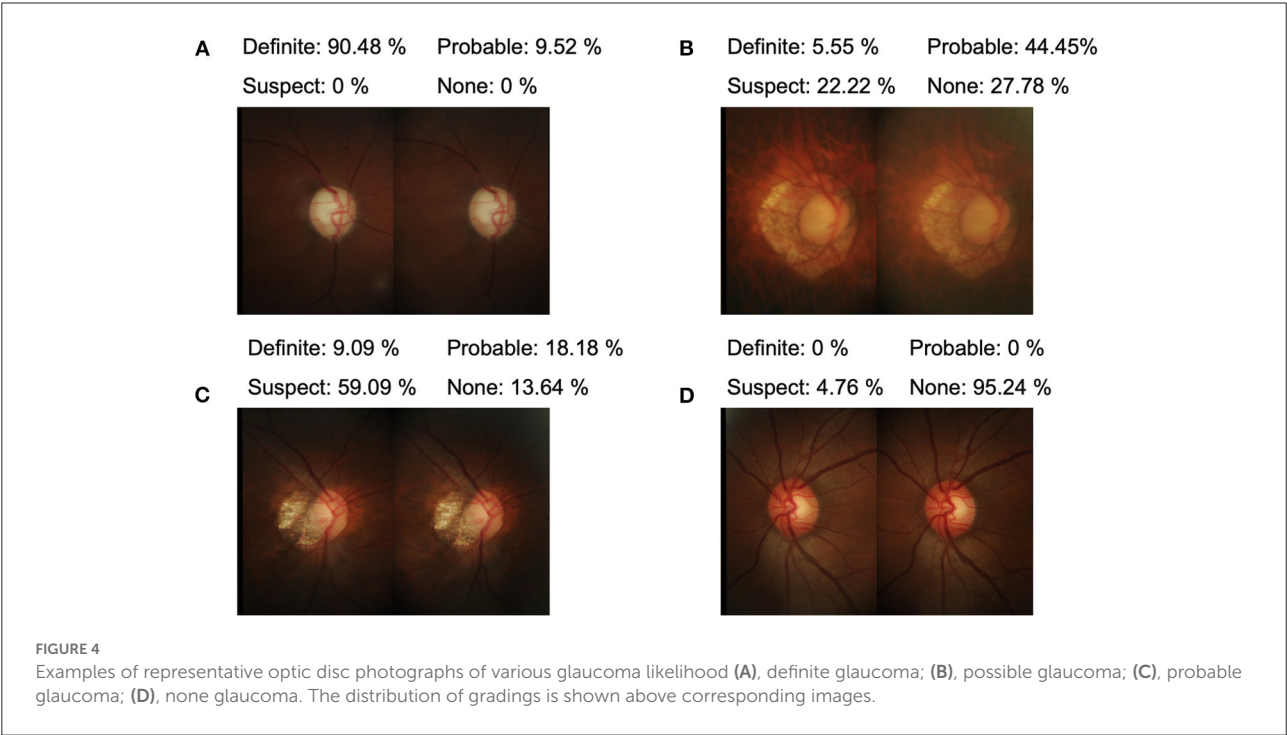 A Definite: 90.48 % Probable: 9.52 %
Suspect: 0 % None: 0 %
B Definite: 5.55 % Probable: 44.45%
Suspect: 22.22 % None: 27.78 %
Definite: 9.09 % Probable: 18.18 %
C Suspect: 59.09 % None: 13.64 %
Definite: 0 % Probable: 0 %
D Suspect: 4.76 % None: 95.24 %
FIGURE 4
Examples of representative optic disc photographs of various glaucoma likelihood (A), definite glaucoma; (B), possible glaucoma; (C), probable
glaucoma; (D), none glaucoma. The distribution of gradings is shown above corresponding images.